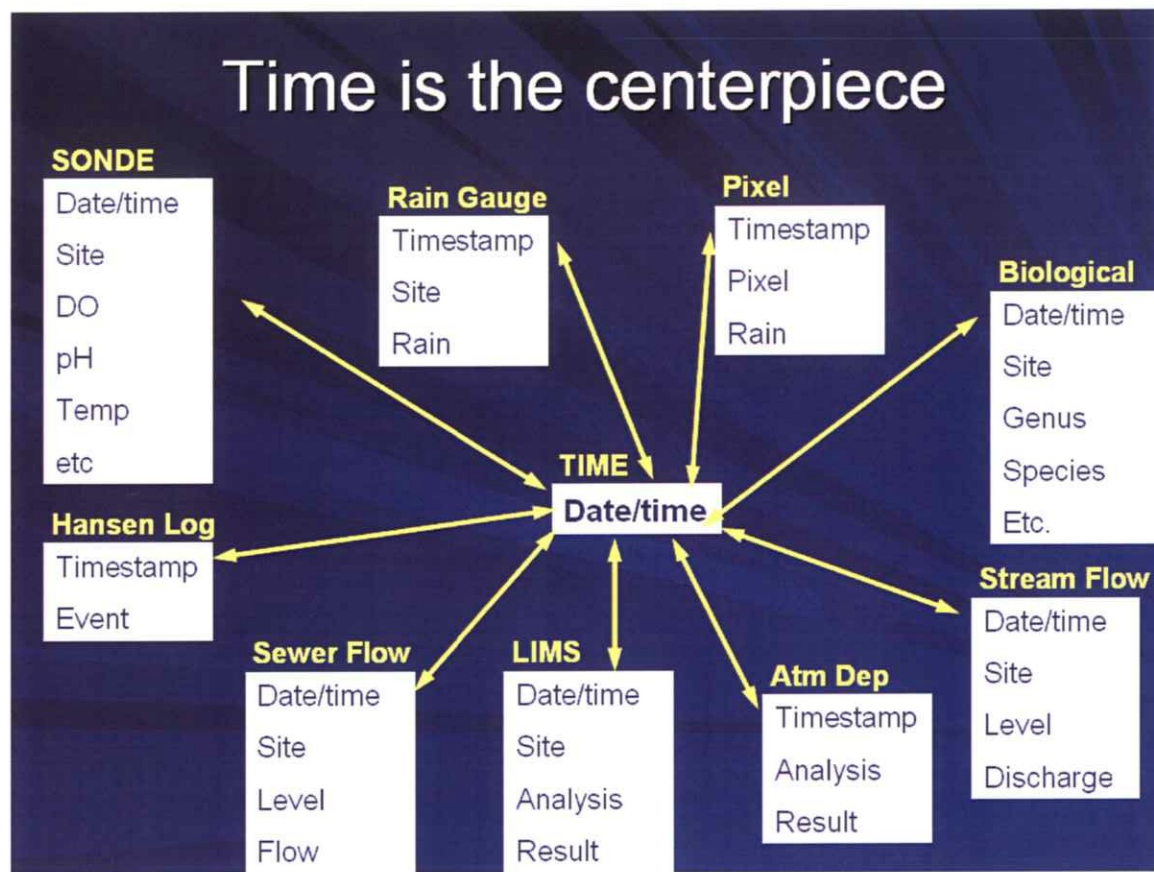 Time is the centerpiece
SONDE
Date/time
Site
DO
pH
Temp
etc
Rain Gauge
Timestamp
Site
Rain
Pixel
Timestamp
Pixel
Rain
Biological
Date/time
Site
Genus
Species
Etc.
TIME
Date/time
Hansen Log
Timestamp
Event
Sewer Flow
Date/time
Site
Level
Flow
LIMS
Date/time
Site
Analysis
Result
Atm Dep
Timestamp
Analysis
Result
Stream Flow
Date/time
Site
Level
Discharge